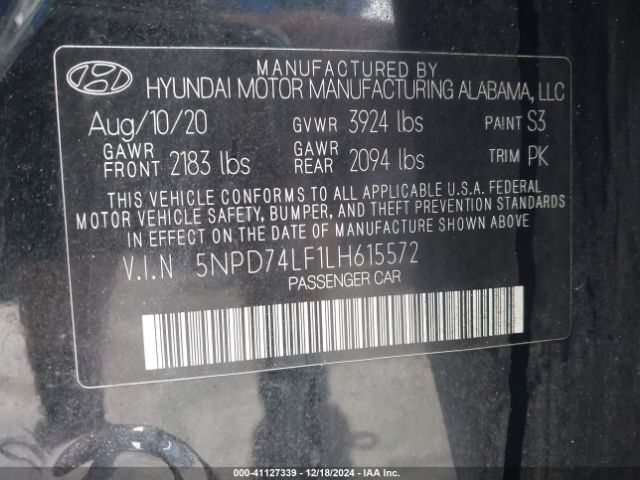 MANUFACTURED BY
HYUNDAI MOTOR MANUFACTURING ALABAMA, LLC
Aug/10/20 GVWR 3924 lbs PAINT S3
GAWR FRONT 2183 lbs GAWR REAR 2094 lbs TRIM PK
THIS VEHICLE CONFORMS TO ALL APPLICABLE U.S.A. FEDERAL
MOTOR VEHICLE SAFETY, BUMPER, AND THEFT PREVENTION STANDARDS
IN EFFECT ON THE DATE OF MANUFACTURE SHOWN ABOVE.
V.I.N 5NPD74LF1LH615572
PASSENGER CAR
000-41127339 - 12/18/2024 - IAA Inc.